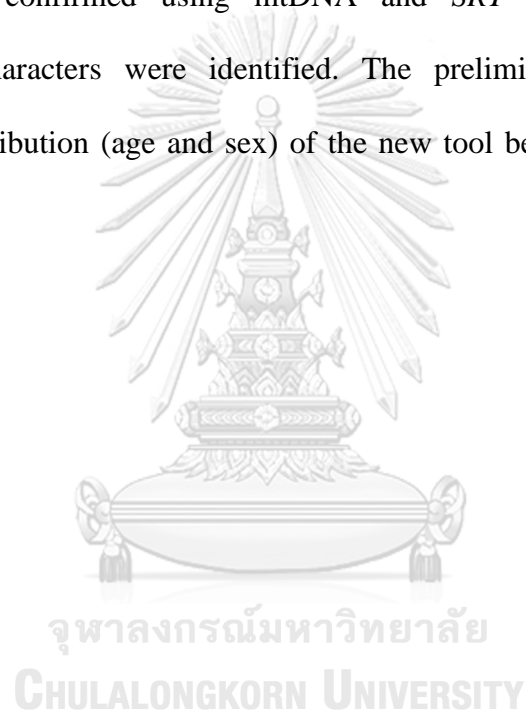 confirmed using mtDNA and SRY
aracters were identified. The prelimi
ibution (age and sex) of the new tool be
จุฬาลงกรณ์มหาวิทยาลัย
CHULALONGKORN UNIVERSITY